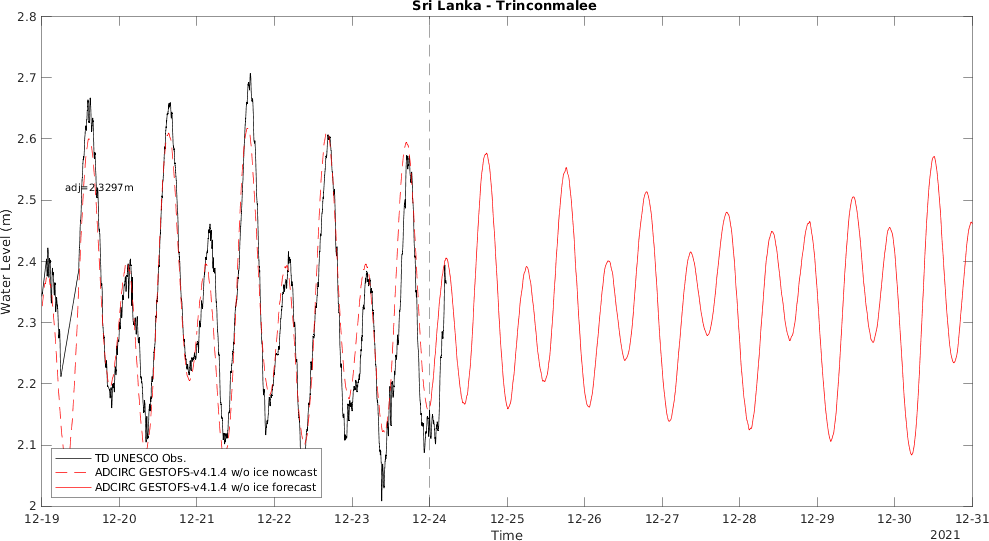 Sri Lanka - Trinconmalee
2.8
2.7
2.6
2.5
2.4
2.3
2.2
2.1
2
Water Level (m)
adj=2.3297m
TD UNESCO Obs.
ADCIRC GESTOFS-v4.1.4 w/o ice nowcast
ADCIRC GESTOFS-v4.1.4 w/o ice forecast
12-19 12-20 12-21 12-22 12-23 12-24 12-25 12-26 12-27 12-28 12-29 12-30 12-31
Time
2021